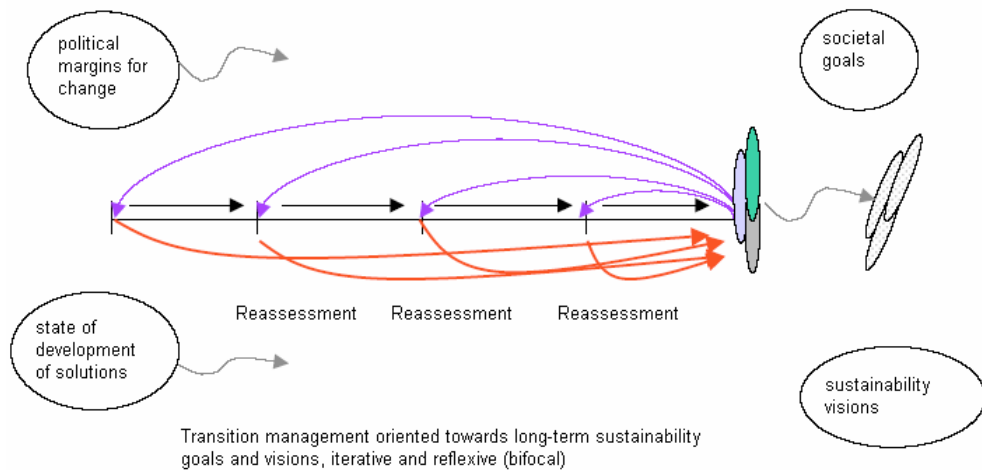 political
margins for
change
societal
goals
Reassessment
Reassessment
Reassessment
state of
development
of solutions
sustainability
visions
Transition management oriented towards long-term sustainability
goals and visions, iterative and reflexive (bifocal)